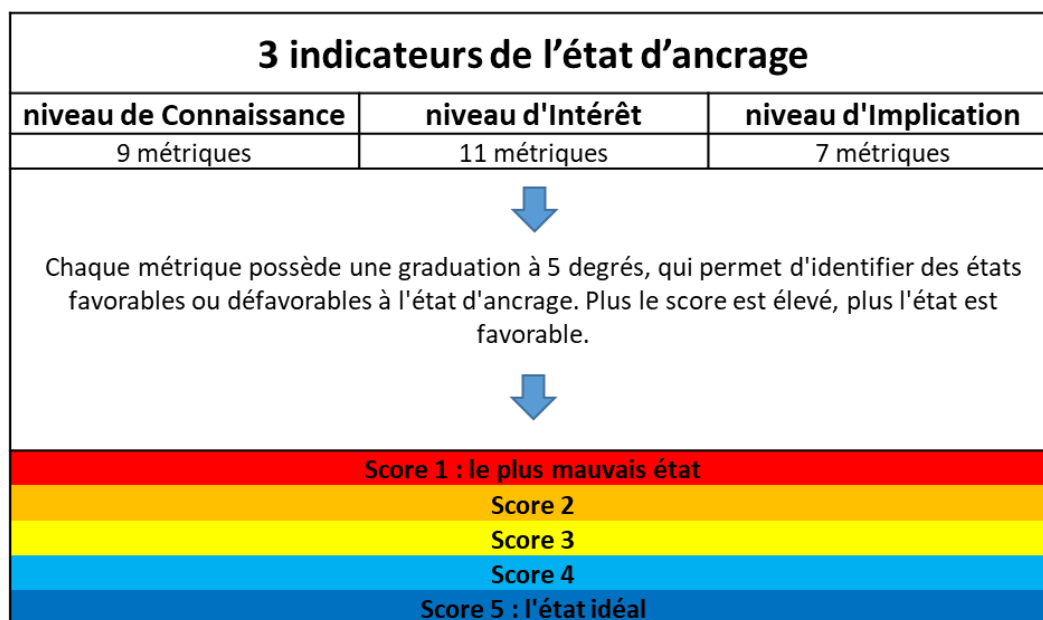 3 indicateurs de l’état d’ancrage
niveau de Connaissance
niveau d'Intérêt
niveau d'Implication
9 métriques
11 métriques
7 métriques
Chaque métrique possède une graduation à 5 degrés, qui permet d'identifier des états
favorables ou défavorables à l'état d'ancrage. Plus le score est élevé, plus l'état est
favorable.
Score 1 : le plus mauvais état
Score 2
Score 3
Score 4
Score 5 : l'état idéal